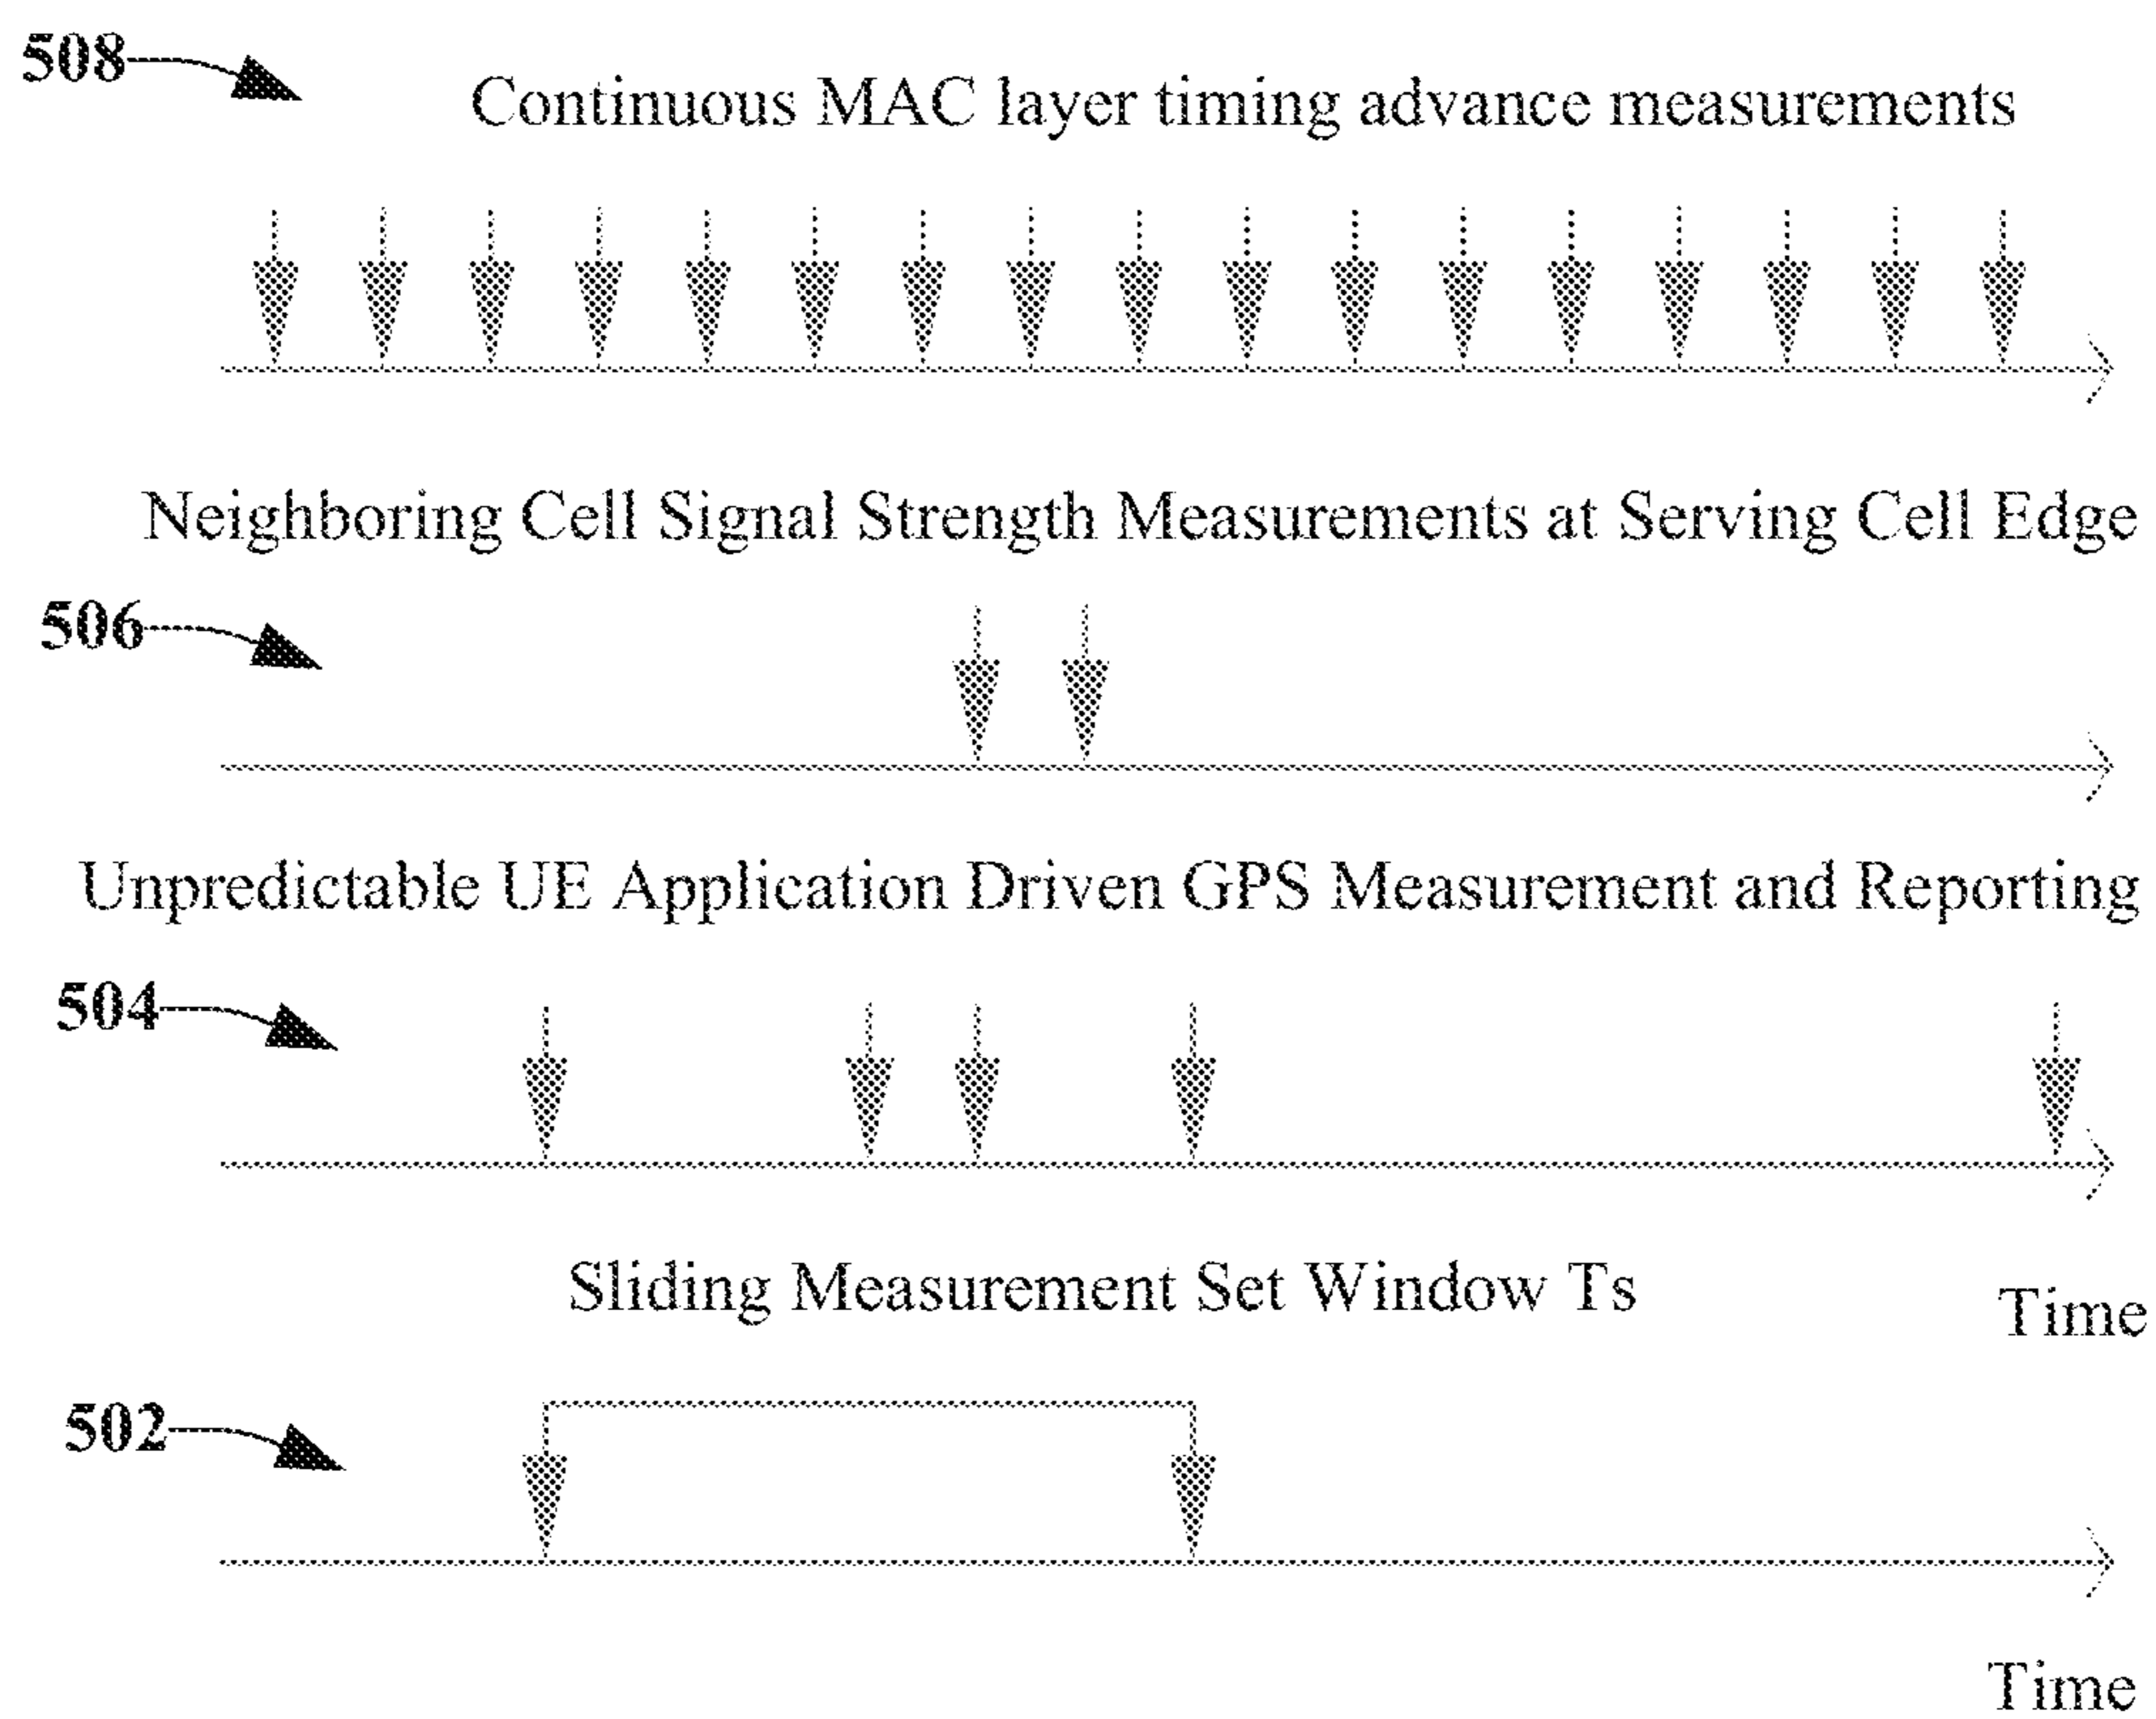 508
Continuous MAC layer timing advance measurements
Neighboring Cell Signal Strength Measurements at Serving Cell Edge
506
Unpredictable UE Application Driven GPS Measurement and Reporting
504
Sliding Measurement Set Window Ts
Time
502
Time